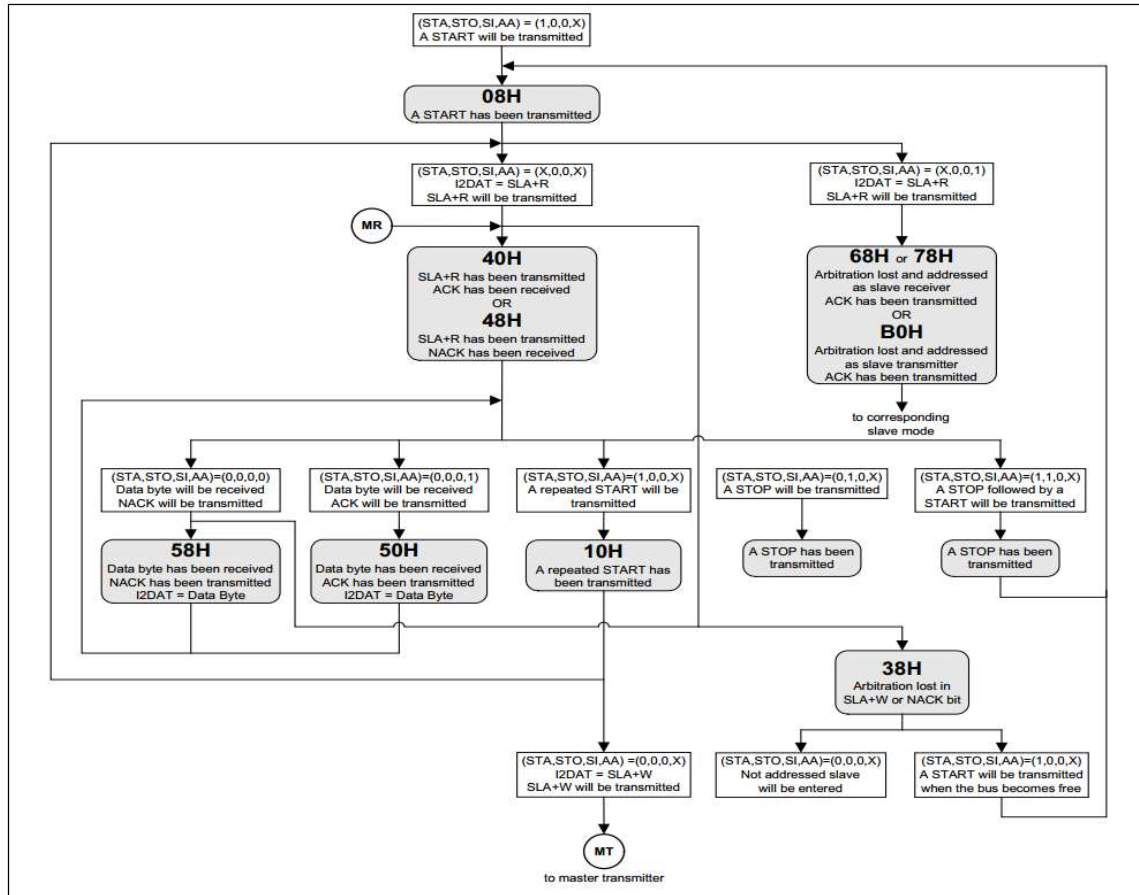 (STA,STO,SI,AA) = (1,0,0,X)
A START will be transmitted
08H
A START has been transmitted
(STA,STO,SI,AA) = (X,0,0,X)
I2DAT = SLA+R
SLA+R will be transmitted
(STA,STO,SI,AA) = (X,0,0,1)
I2DAT = SLA+R
SLA+R will be transmitted
MR
40H
SLA+R has been transmitted
ACK has been received
OR
48H
SLA+R has been transmitted
NACK has been received
68H or 78H
Arbitration lost and addressed
as slave receiver
ACK has been transmitted
OR
B0H
Arbitration lost and addressed
as slave transmitter
ACK has been transmitted
to corresponding
slave mode
(STA,STO,SI,AA)=(0,0,0,0)
Data byte will be received
NACK will be transmitted
(STA,STO,SI,AA)=(0,0,0,1)
Data byte will be received
ACK will be transmitted
(STA,STO,SI,AA)=(1,0,0,X)
A repeated START will be
transmitted
(STA,STO,SI,AA)=(0,1,0,X)
A STOP will be transmitted
(STA,STO,SI,AA)=(1,1,0,X)
A STOP followed by a
START will be transmitted
58H
Data byte has been received
NACK has been transmitted
I2DAT = Data Byte
50H
Data byte has been received
ACK has been transmitted
I2DAT = Data Byte
10H
A repeated START has
been transmitted
A STOP has been
transmitted
A STOP has been
transmitted
38H
Arbitration lost in
SLA+W or NACK bit
(STA,STO,SI,AA) =(0,0,0,X)
I2DAT = SLA+W
SLA+W will be transmitted
(STA,STO,SI,AA)=(0,0,0,X)
Not addressed slave
will be entered
(STA,STO,SI,AA)=(1,0,0,X)
A START will be transmitted
when the bus becomes free
MT
to master transmitter